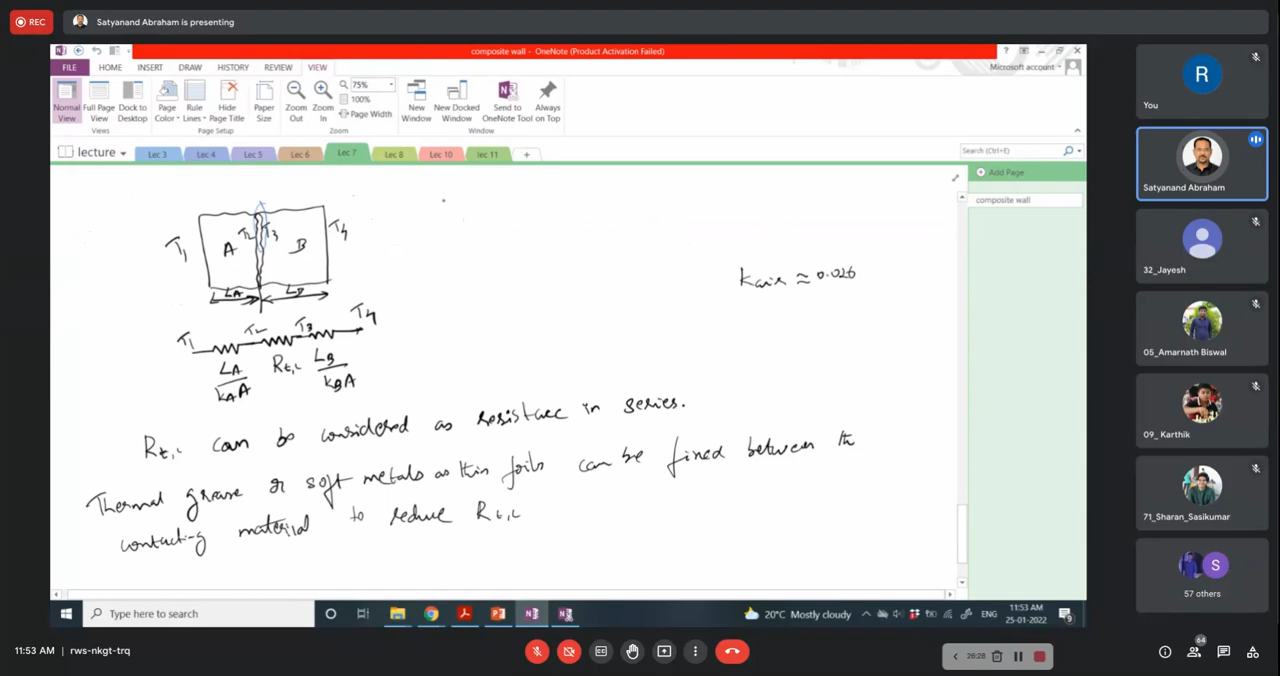 REC
Satyanand Abraham is presenting
composite wall - OneNote (Product Activation Failed)
FILE HOME INSERT DRAW HISTORY REVIEW VIEW
Microsoft account
Normal View
Full Page View
Dock to Desktop
Page Color
Rule Lines
Hide Page Title
Paper Size
Zoom Out
Zoom In
75%
100%
Page Width
New Window
New Docked Window
Send to OneNote Tool
Always on Top
Views
Page Setup
Zoom
Window
lecture
Lec 3 Lec 4 Lec 5 Lec 6 Lec 7 Lec 8 Lec 10 lec 11 +
Search (Ctrl+E)
Add Page
composite wall
T1 A T2 T3 B T4
LA LB
kair ≈ 0.026
T1 T2 T3 T4
LA/kAA Rt,c LB/kBA
Rt,c can be considered as resistace in series.
Thermal grease or soft metals as thin foils can be fixed between th
contacting material to reduce Rt,c
Type here to search
20°C Mostly cloudy
ENG
11:53 AM
25-01-2022
9
R
You
Satyanand Abraham
32_Jayesh
05_Amarnath Biswal
09_ Karthik
71_Sharan_Sasikumar
S
57 others
11:53 AM | rws-nkgt-trq
26:28
64